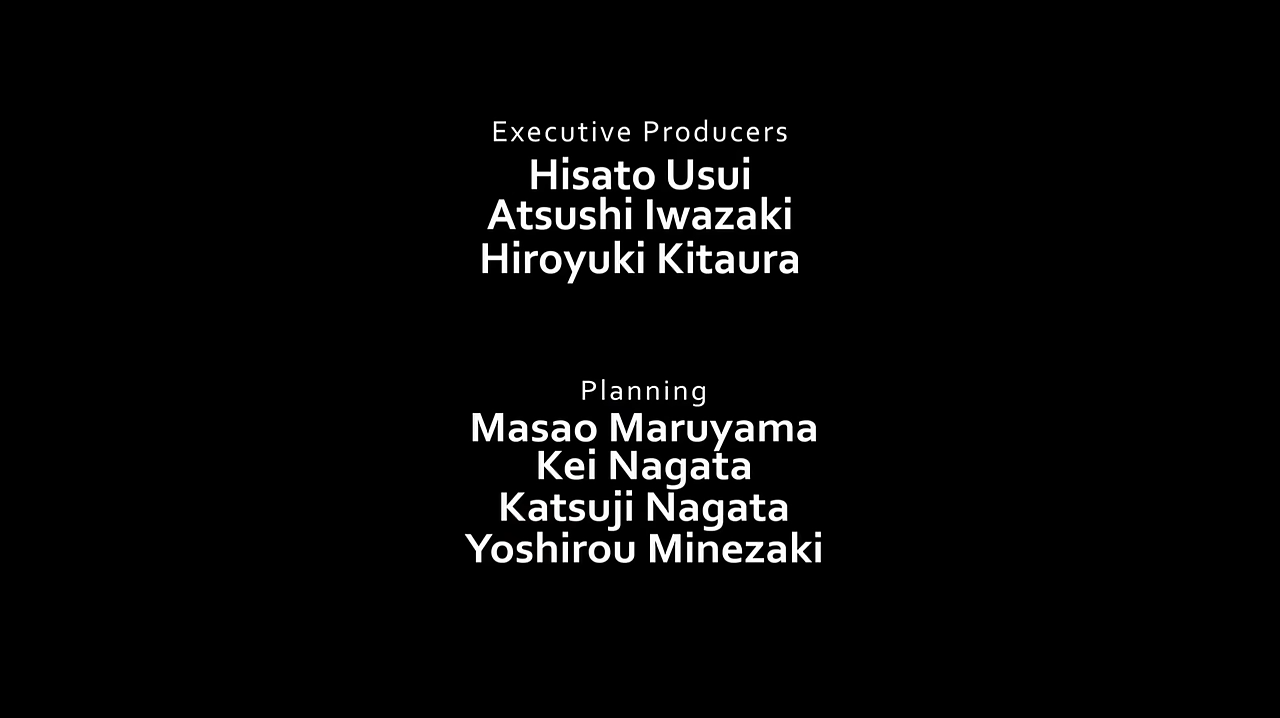 Executive Producers
Hisato Usui
Atsushi Iwazaki
Hiroyuki Kitaura
Planning
Masao Maruyama
Kei Nagata
Katsuji Nagata
Yoshirou Minezaki